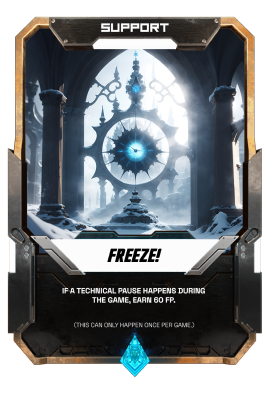 SUPPORT
FREEZE!
IF A TECHNICAL PAUSE HAPPENS DURING
THE GAME, EARN 60 FP.
(THIS CAN ONLY HAPPEN ONCE PER GAME.)